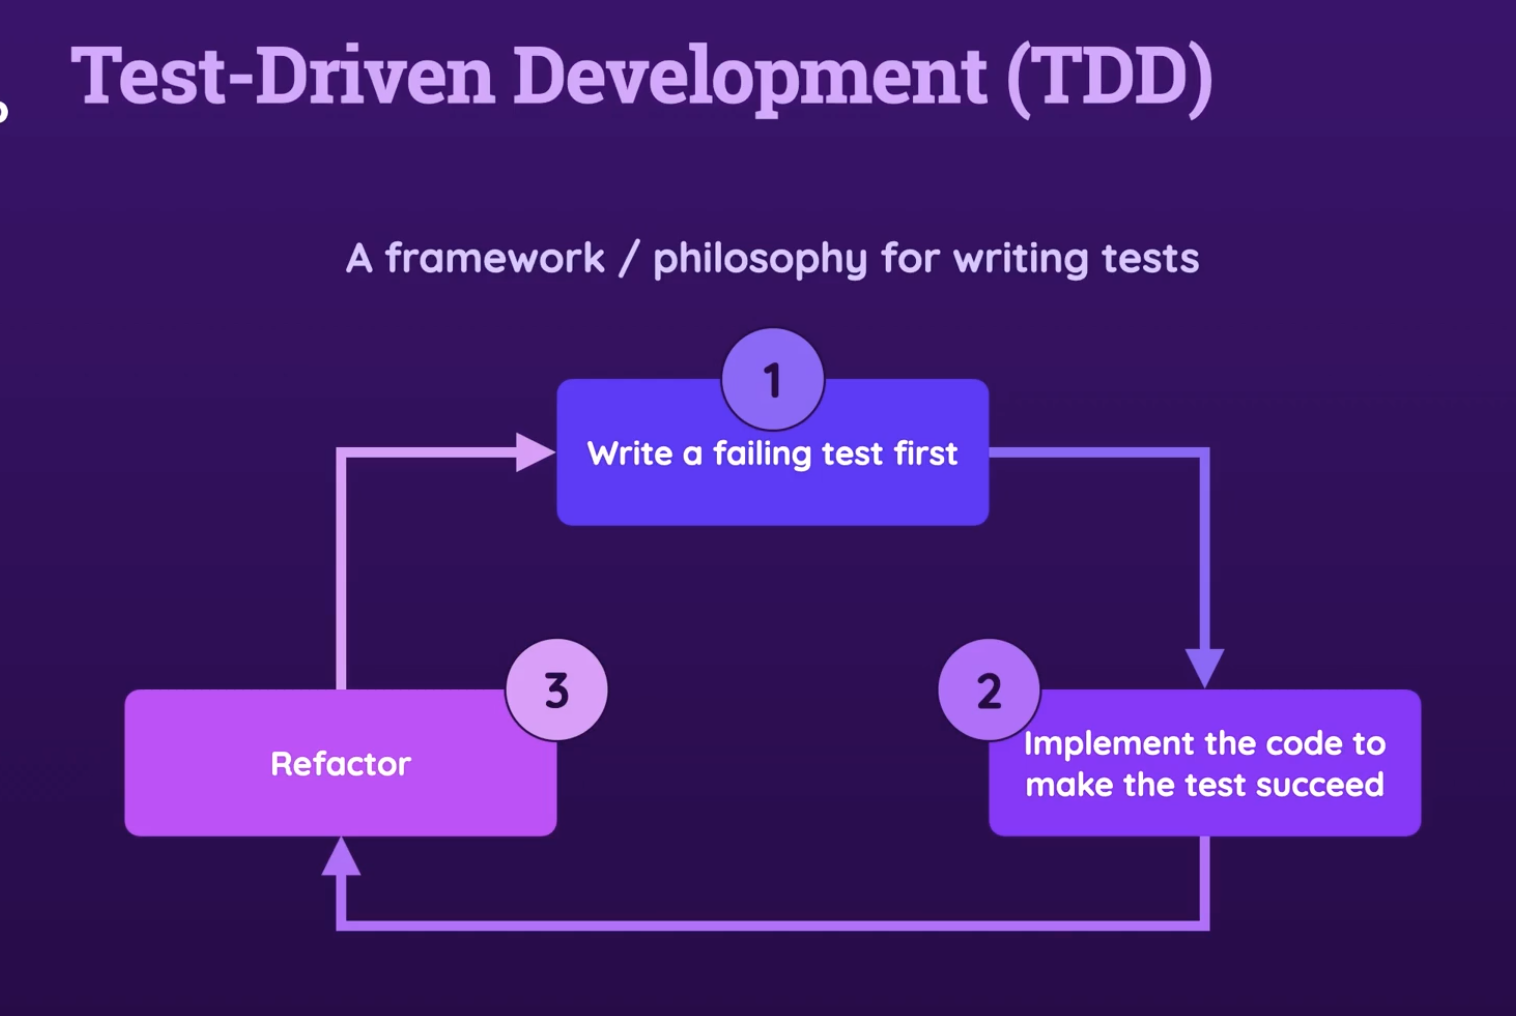 Test-Driven Development (TDD)
A framework / philosophy for writing tests
1
Write a failing test first
3
2
Refactor
Implement the code to
make the test succeed